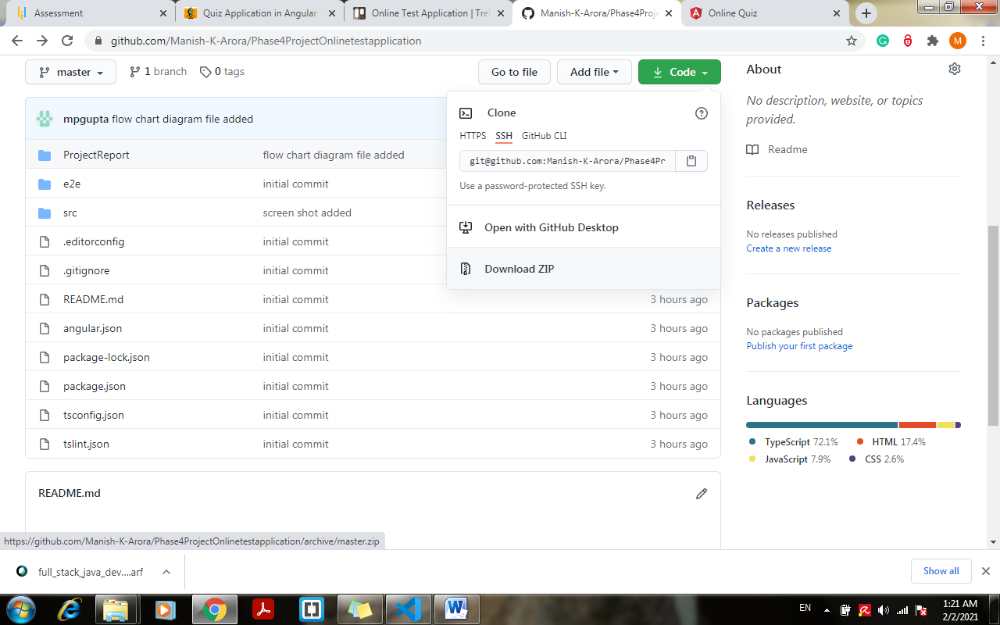 Assessment
Quiz Application in Angular
Online Test Application | Trel
Manish-K-Arora/Phase4Proje
Online Quiz
github.com/Manish-K-Arora/Phase4ProjectOnlinetestapplication
M
master
1 branch
0 tags
Go to file
Add file
Code
About
No description, website, or topics
provided.
Readme
Releases
No releases published
Create a new release
Packages
No packages published
Publish your first package
Languages
TypeScript 72.1%
HTML 17.4%
JavaScript 7.9%
CSS 2.6%
Clone
HTTPS SSH GitHub CLI
git@github.com:Manish-K-Arora/Phase4Pr
Use a password-protected SSH key.
Open with GitHub Desktop
Download ZIP
mpgupta flow chart diagram file added
ProjectReport flow chart diagram file added
e2e initial commit
src screen shot added
.editorconfig initial commit
.gitignore initial commit
README.md initial commit 3 hours ago
angular.json initial commit 3 hours ago
package-lock.json initial commit 3 hours ago
package.json initial commit 3 hours ago
tsconfig.json initial commit 3 hours ago
tslint.json initial commit 3 hours ago
README.md
https://github.com/Manish-K-Arora/Phase4ProjectOnlinetestapplication/archive/master.zip
full_stack_java_dev....arf
Show all
EN
1:21 AM
2/2/2021